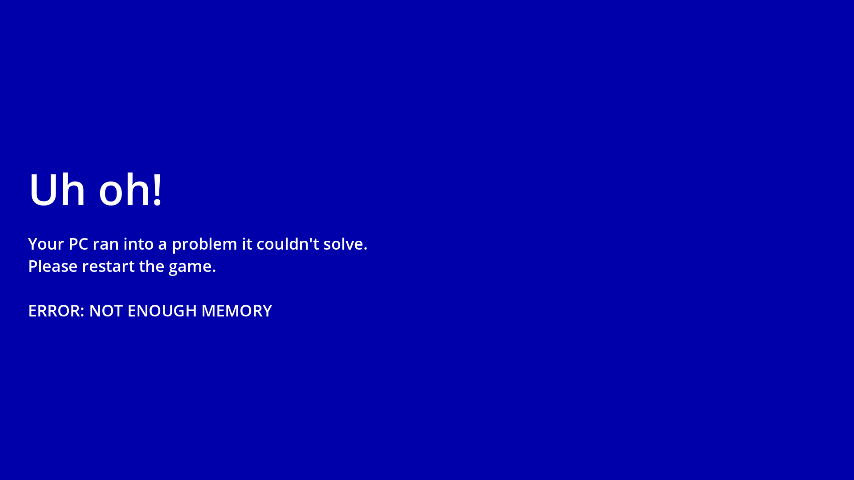 Uh oh!
Your PC ran into a problem it couldn't solve.
Please restart the game.
ERROR: NOT ENOUGH MEMORY